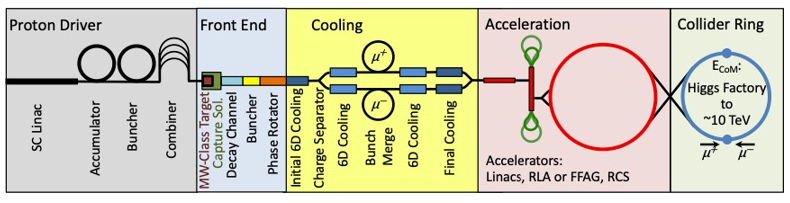 Proton Driver
SC Linac
Accumulator
Buncher
Combiner
Front End
MW-Class Target
Capture Sol.
Decay Channel
Buncher
Phase Rotator
Cooling
Initial 6D Cooling
Charge Separator
6D Cooling
μ+
μ−
Bunch
Merge
6D Cooling
Final Cooling
Acceleration
Accelerators:
Linacs, RLA or FFAG, RCS
Collider Ring
ECoM:
Higgs Factory
to
~10 TeV
μ+ μ−